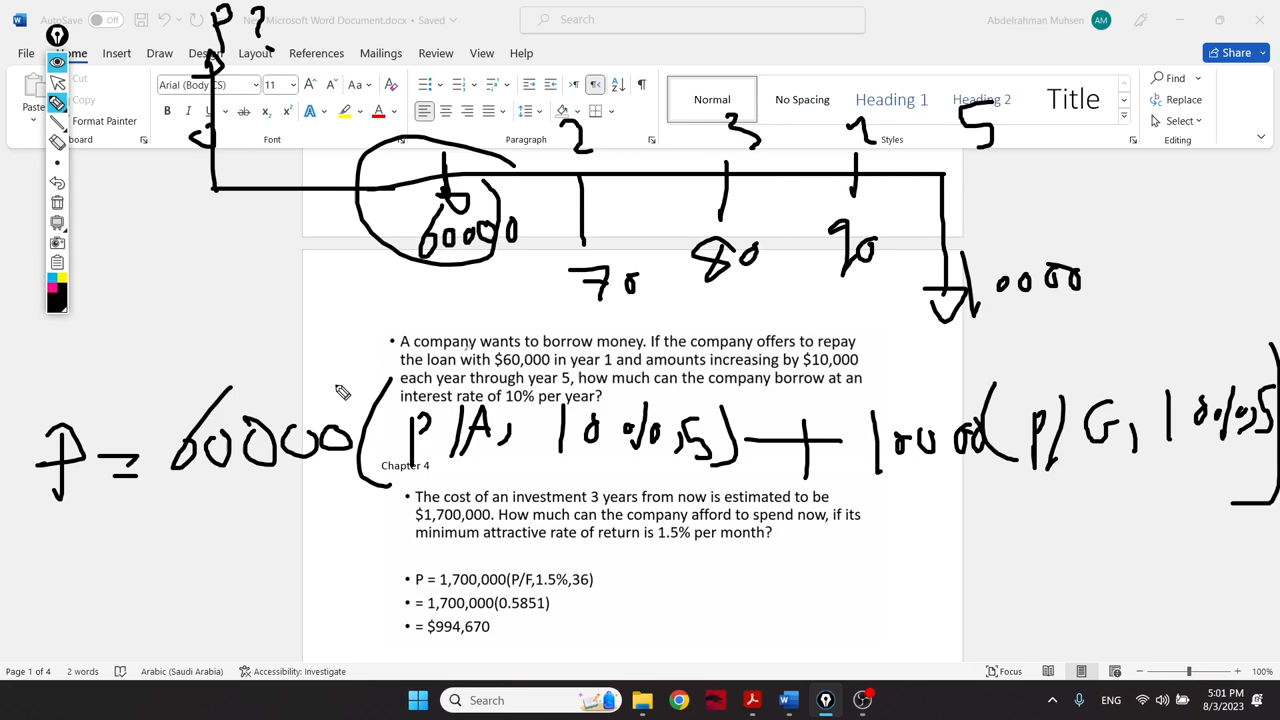 AutoSave Off
Microsoft Word Document.docx • Saved
Search
Abdelrahman Muhsen AM
P ?
File Home Insert Draw Design Layout References Mailings Review View Help
Share
Paste
Cut
Copy
Format Painter
Arial (Body CS) 11
Normal No Spacing Heading 1 Heading 2 Title
Find
Replace
Select
Font Paragraph Styles Editing
2 3 5
60000 70 80 90 10000
• A company wants to borrow money. If the company offers to repay
the loan with $60,000 in year 1 and amounts increasing by $10,000
each year through year 5, how much can the company borrow at an
interest rate of 10% per year?
P = 60000 (P/A, 10%, 5) + 10000 (P/G, 10%, 5)
Chapter 4
• The cost of an investment 3 years from now is estimated to be
$1,700,000. How much can the company afford to spend now, if its
minimum attractive rate of return is 1.5% per month?
• P = 1,700,000(P/F,1.5%,36)
• = 1,700,000(0.5851)
• = $994,670
Page 1 of 4 2 words Arabic (Saudi Arabia) Accessibility: Investigate Focus 100%
Search
ENG
5:01 PM
8/3/2023